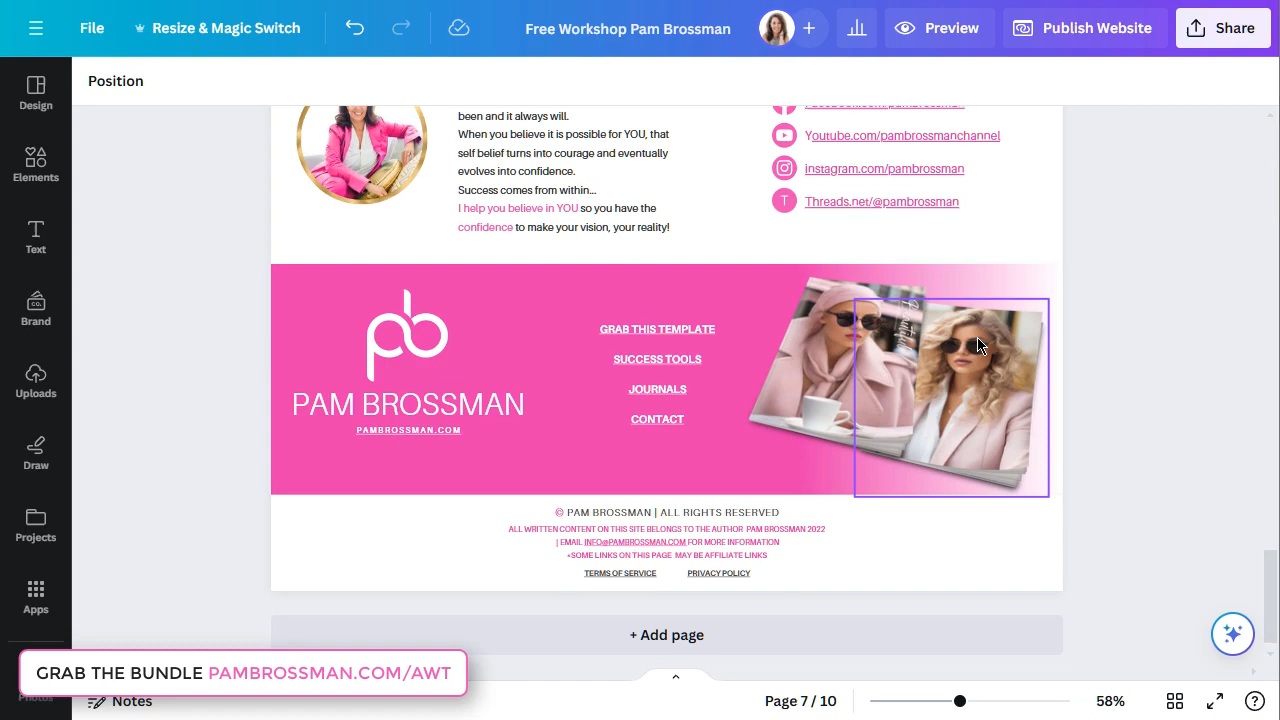 File
Resize & Magic Switch
Free Workshop Pam Brossman
Preview
Publish Website
Share
Position
Design
Elements
Text
Brand
Uploads
Draw
Projects
Apps
been and it always will.
When you believe it is possible for YOU, that
self belief turns into courage and eventually
evolves into confidence.
Success comes from within...
I help you believe in YOU so you have the
confidence to make your vision, your reality!
Youtube.com/pambrossmanchannel
instagram.com/pambrossman
T
Threads.net/@pambrossman
pb
PAM BROSSMAN
PAMBROSSMAN.COM
GRAB THIS TEMPLATE
SUCCESS TOOLS
JOURNALS
CONTACT
© PAM BROSSMAN | ALL RIGHTS RESERVED
ALL WRITTEN CONTENT ON THIS SITE BELONGS TO THE AUTHOR PAM BROSSMAN 2022
| EMAIL INFO@PAMBROSSMAN.COM FOR MORE INFORMATION
*SOME LINKS ON THIS PAGE MAY BE AFFILIATE LINKS
TERMS OF SERVICE
PRIVACY POLICY
+ Add page
GRAB THE BUNDLE PAMBROSSMAN.COM/AWT
Notes
Page 7 / 10
58%